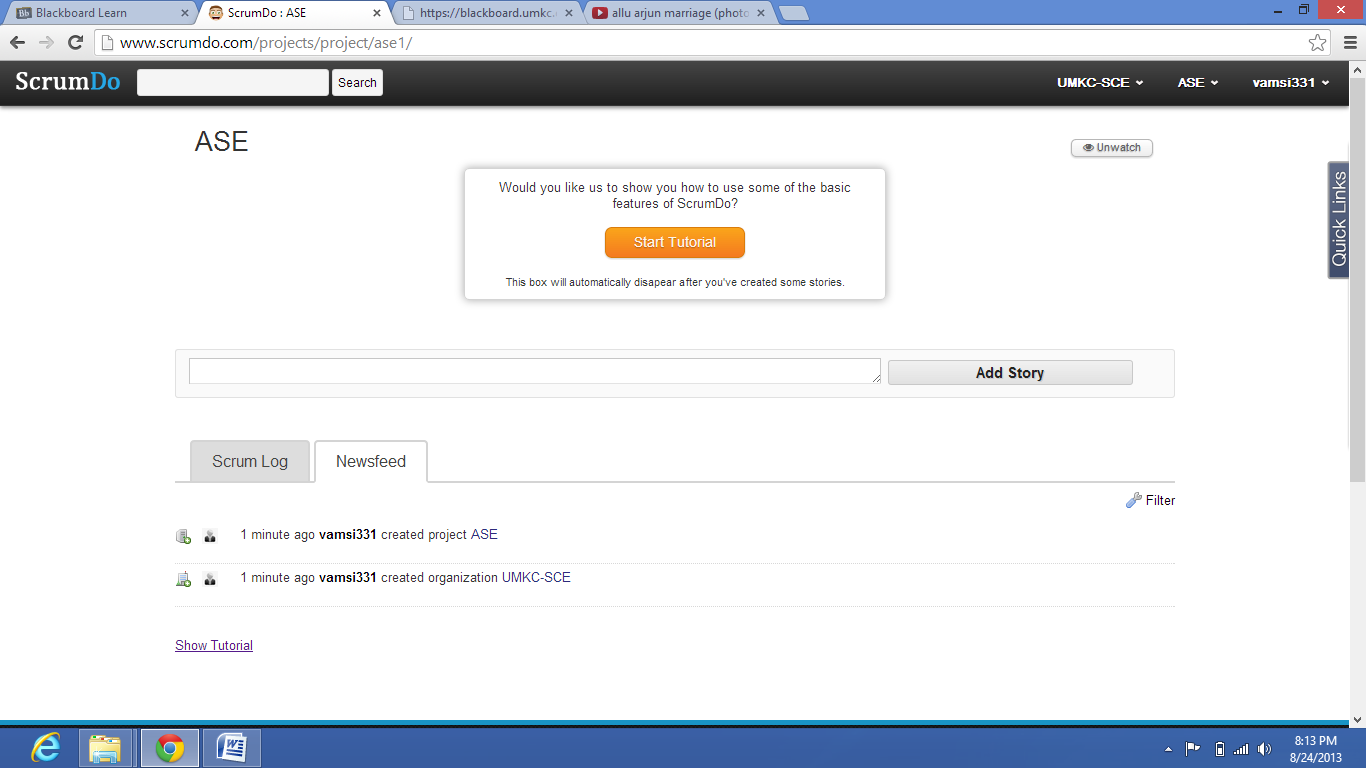 Blackboard Learn
ScrumDo : ASE
https://blackboard.umkc.
allu arjun marriage (photo
www.scrumdo.com/projects/project/ase1/
ScrumDo
Search
UMKC-SCE
ASE
vamsi331
ASE
Unwatch
Would you like us to show you how to use some of the basic
features of ScrumDo?
Start Tutorial
This box will automatically disapear after you've created some stories.
Quick Links
Add Story
Scrum Log
Newsfeed
Filter
1 minute ago vamsi331 created project ASE
1 minute ago vamsi331 created organization UMKC-SCE
Show Tutorial
8:13 PM
8/24/2013